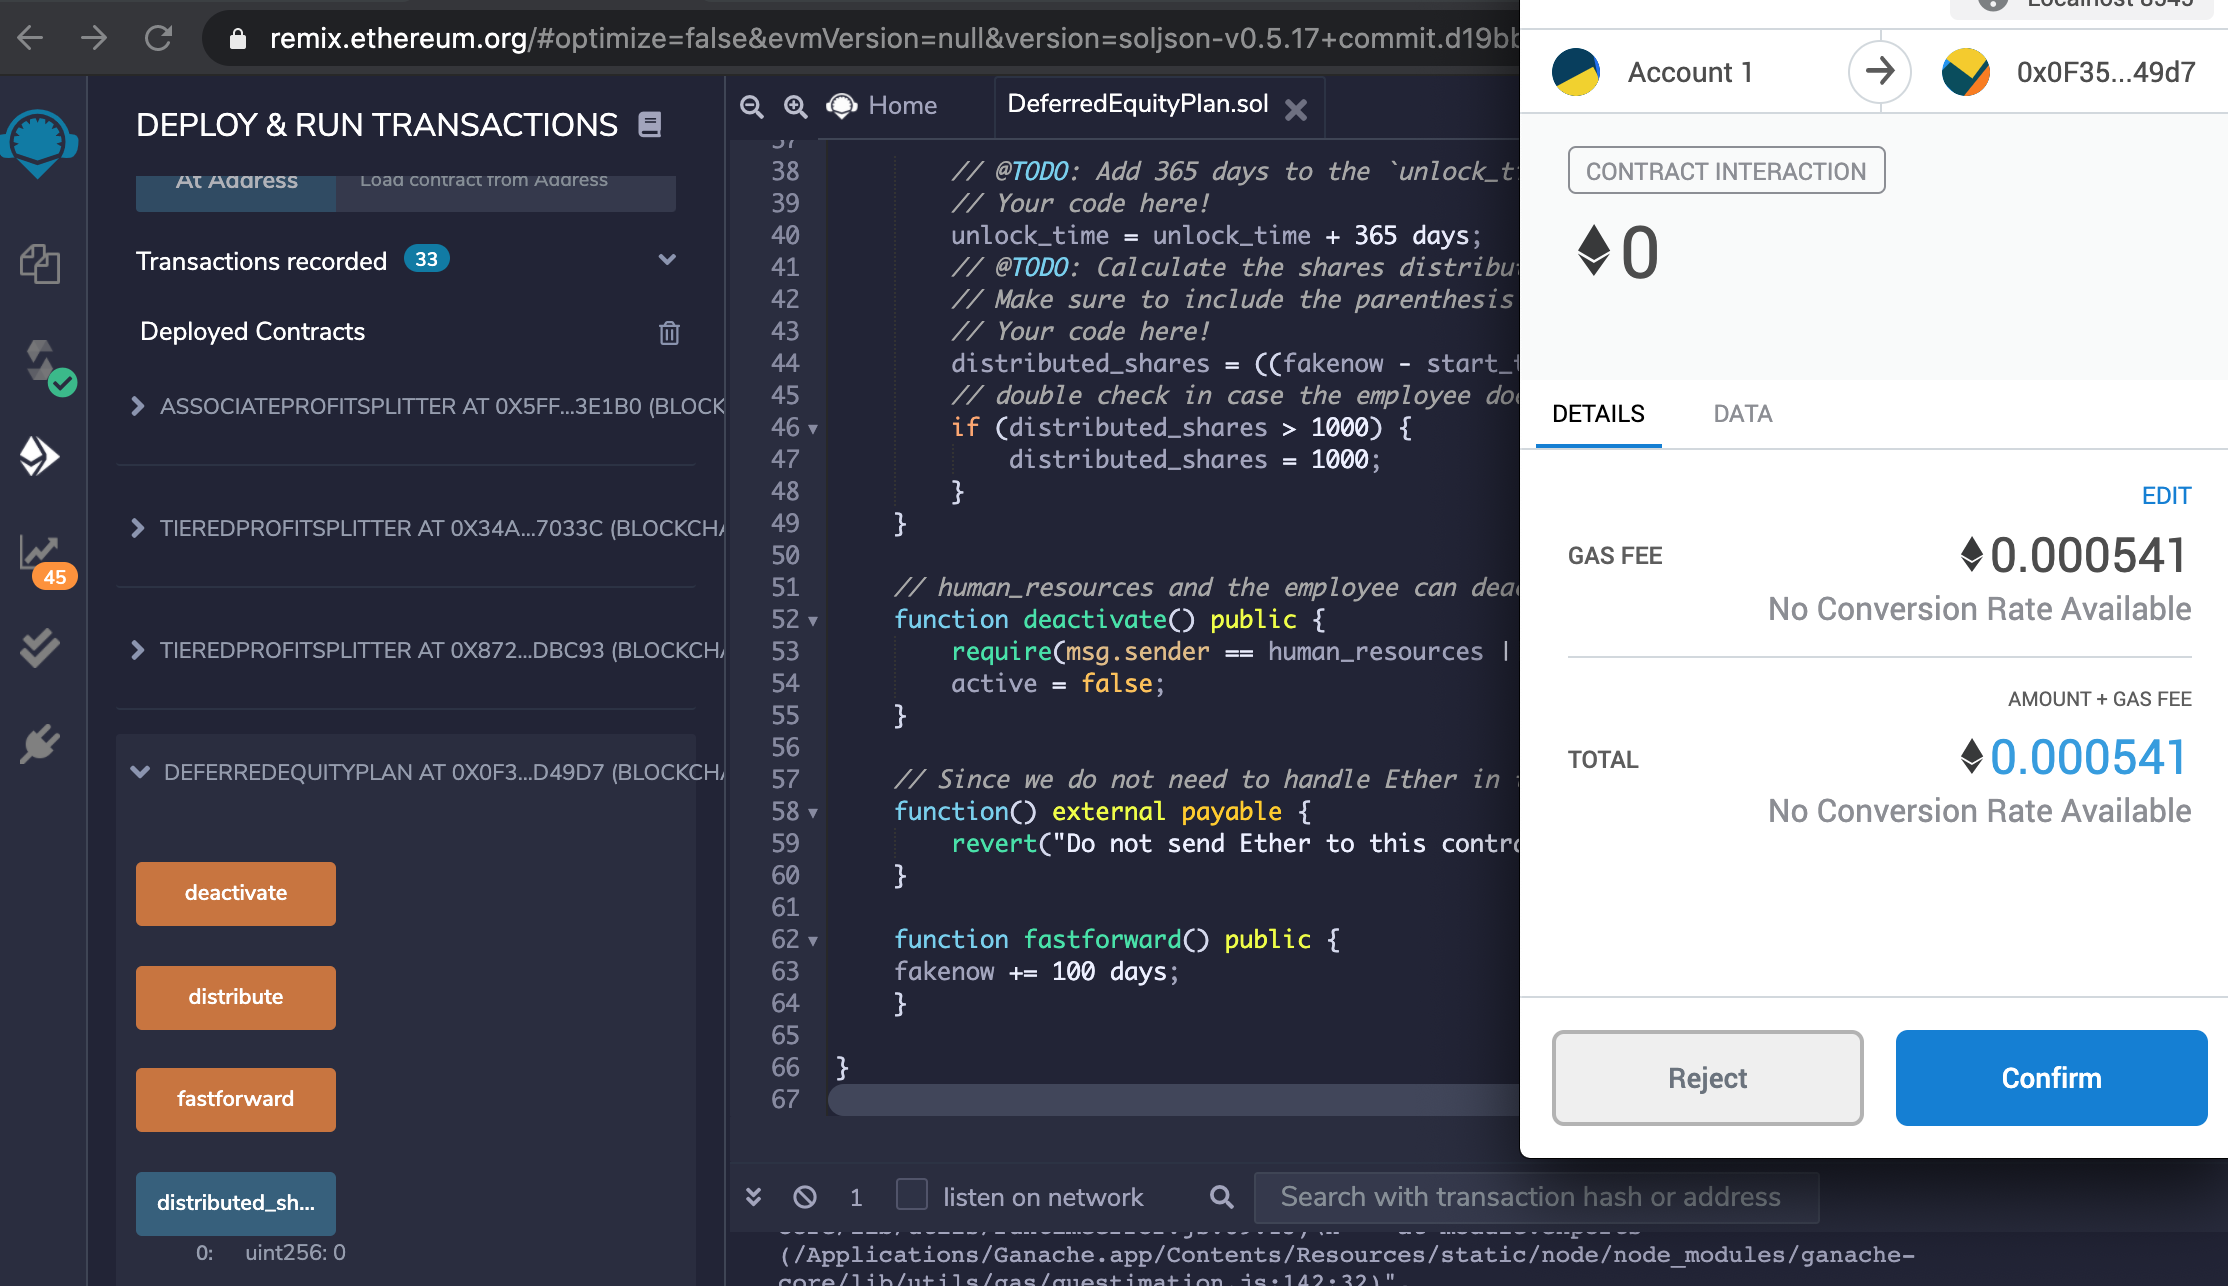 remix.ethereum.org/#optimize=false&evmVersion=null&version=soljson-v0.5.17+commit.d19bb
DEPLOY & RUN TRANSACTIONS
At Address
Load contract from Address
Transactions recorded 33
Deployed Contracts
ASSOCIATEPROFITSPLITTER AT 0X5FF...3E1B0 (BLOCK
TIEREDPROFITSPLITTER AT 0X34A...7033C (BLOCKCHA
45
TIEREDPROFITSPLITTER AT 0X872...DBC93 (BLOCKCHA
DEFERREDEQUITYPLAN AT 0X0F3...D49D7 (BLOCKCHA
deactivate
distribute
fastforward
distributed_sh...
0: uint256: 0
Home
DeferredEquityPlan.sol
37
38 // @TODO: Add 365 days to the `unlock_ti
39 // Your code here!
40 unlock_time = unlock_time + 365 days;
41 // @TODO: Calculate the shares distribu
42 // Make sure to include the parenthesis
43 // Your code here!
44 distributed_shares = ((fakenow - start_t
45 // double check in case the employee doe
46 if (distributed_shares > 1000) {
47 distributed_shares = 1000;
48 }
49 }
50
51 // human_resources and the employee can dea
52 function deactivate() public {
53 require(msg.sender == human_resources |
54 active = false;
55 }
56
57 // Since we do not need to handle Ether in
58 function() external payable {
59 revert("Do not send Ether to this contr
60 }
61
62 function fastforward() public {
63 fakenow += 100 days;
64 }
65
66 }
67
1
listen on network
Search with transaction hash or address
(/Applications/Ganache.app/Contents/Resources/static/node/node_modules/ganache-
core/lib/utils/gas/guestimation.js:142:32)",
Localhost 8545
Account 1
0x0F35...49d7
CONTRACT INTERACTION
0
DETAILS
DATA
EDIT
GAS FEE
0.000541
No Conversion Rate Available
AMOUNT + GAS FEE
TOTAL
0.000541
No Conversion Rate Available
Reject
Confirm